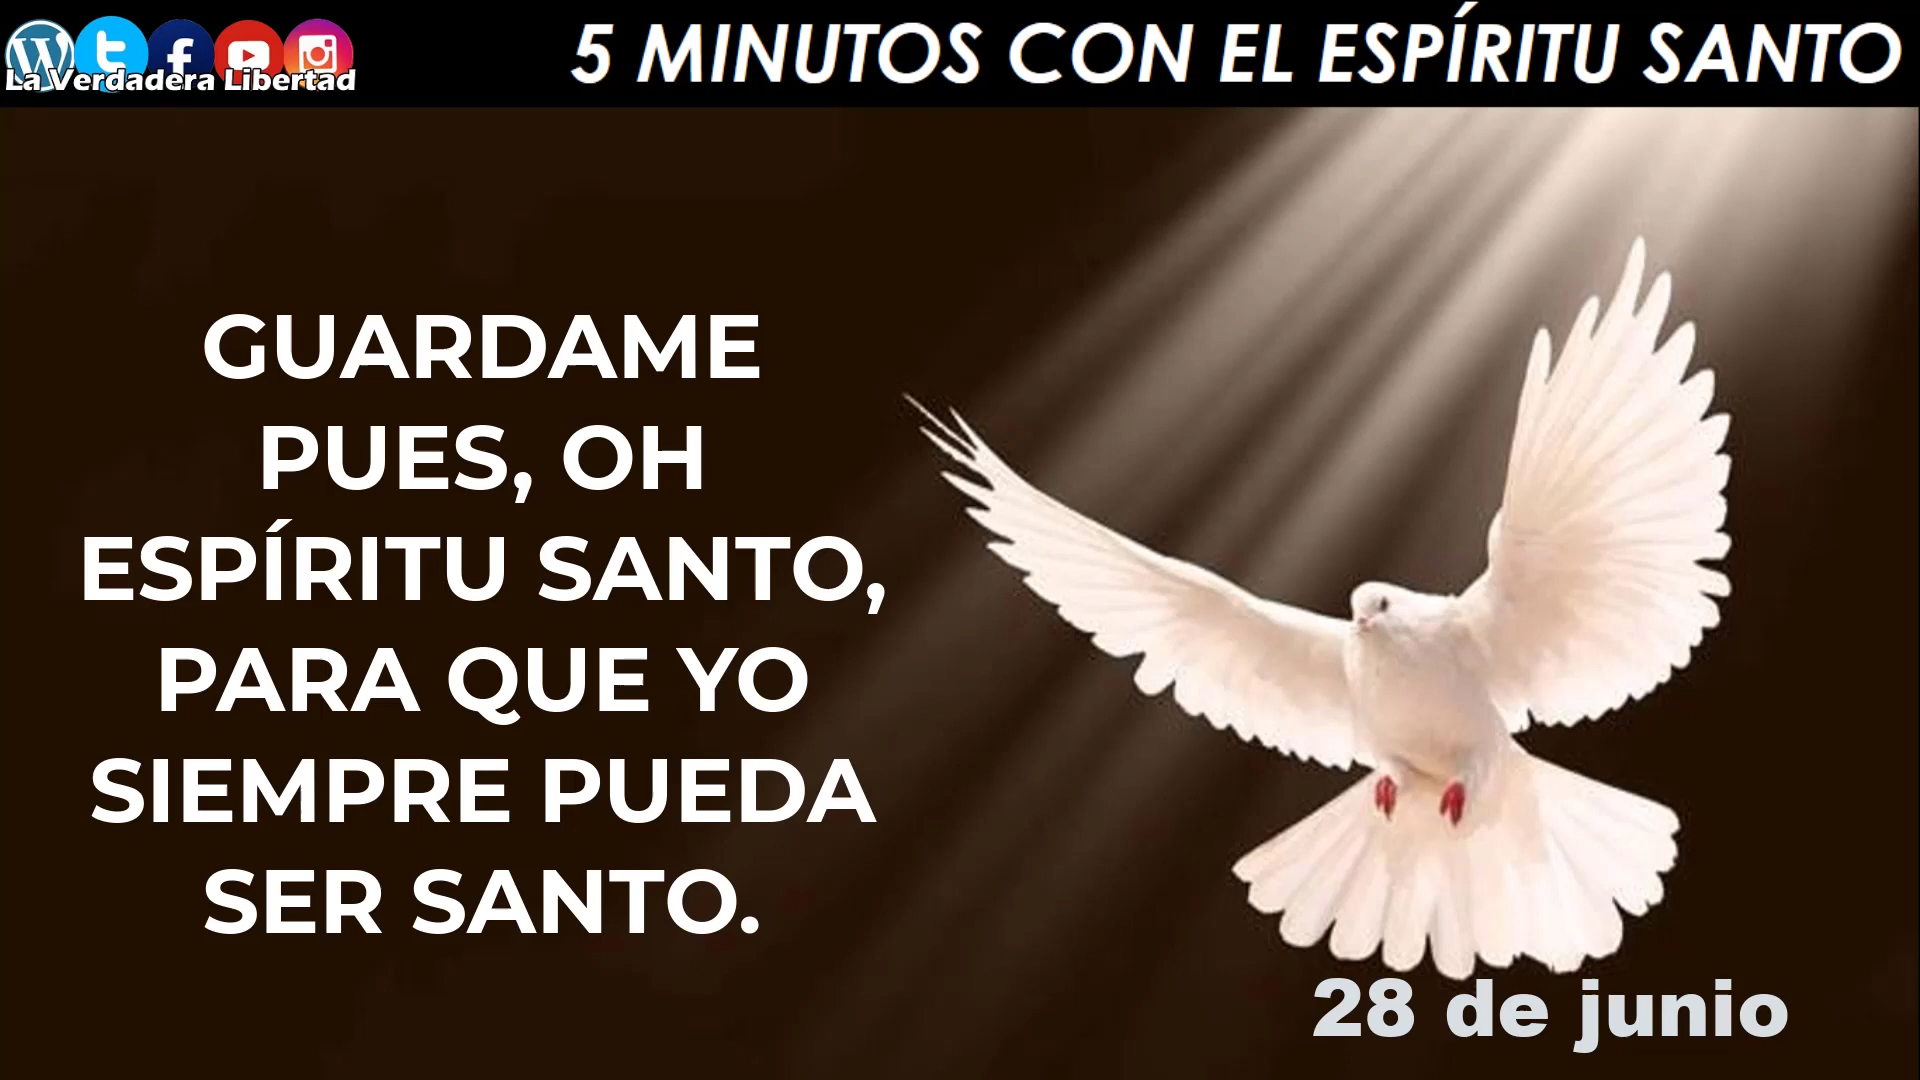 La Verdadera Libertad
5 MINUTOS CON EL ESPÍRITU SANTO
GUARDAME
PUES, OH
ESPÍRITU SANTO,
PARA QUE YO
SIEMPRE PUEDA
SER SANTO.
28 de junio